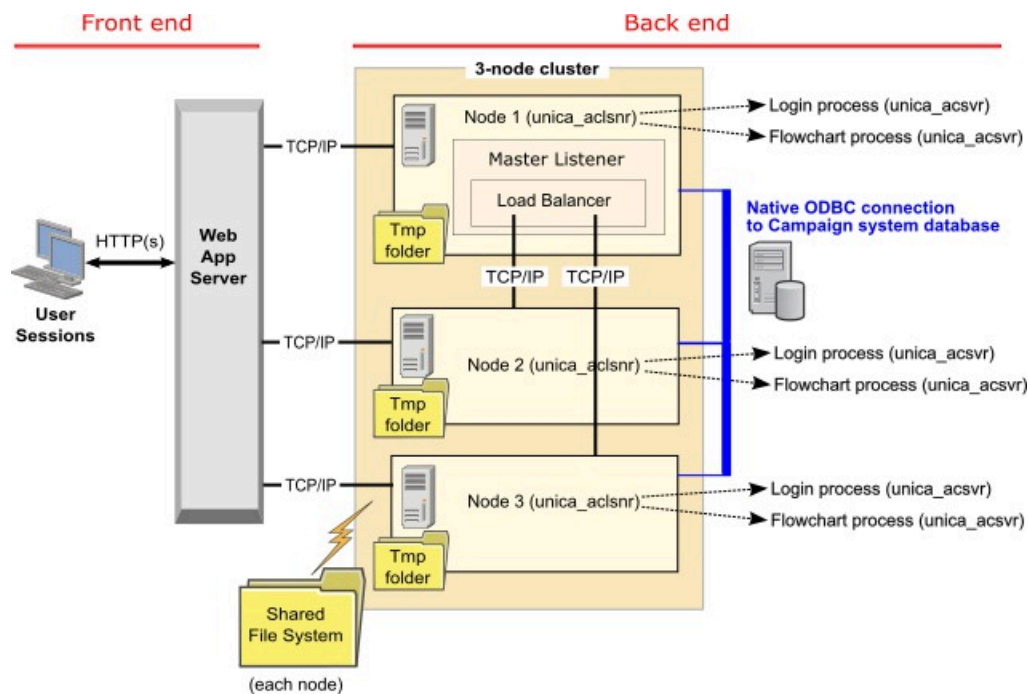 Front end
Back end
3-node cluster
Node 1 (unica_aclsnr)
Login process (unica_acsvr)
Flowchart process (unica_acsvr)
TCP/IP
Master Listener
Load Balancer
Tmp
folder
Native ODBC connection
to Campaign system database
HTTP(s)
Web
App
Server
User
Sessions
TCP/IP
TCP/IP
TCP/IP
Node 2 (unica_aclsnr)
Login process (unica_acsvr)
Flowchart process (unica_acsvr)
Tmp
folder
TCP/IP
Node 3 (unica_aclsnr)
Login process (unica_acsvr)
Flowchart process (unica_acsvr)
Tmp
folder
Shared
File System
(each node)